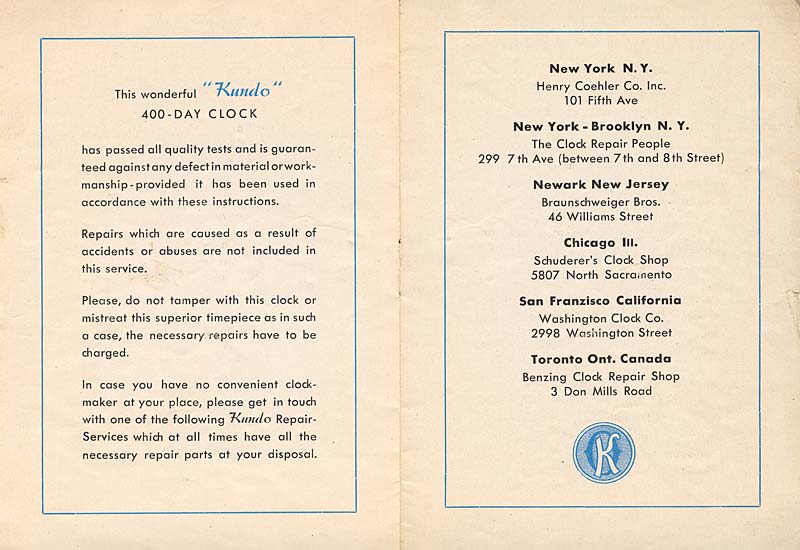 This wonderful "Kundo"
400-DAY CLOCK
has passed all quality tests and is guaran-
teed against any defect in material or work-
manship - provided it has been used in
accordance with these instructions.
Repairs which are caused as a result of
accidents or abuses are not included in
this service.
Please, do not tamper with this clock or
mistreat this superior timepiece as in such
a case, the necessary repairs have to be
charged.
In case you have no convenient clock-
maker at your place, please get in touch
with one of the following Kundo Repair-
Services which at all times have all the
necessary repair parts at your disposal.
New York N. Y.
Henry Coehler Co. Inc.
101 Fifth Ave
New York - Brooklyn N. Y.
The Clock Repair People
299 7th Ave (between 7th and 8th Street)
Newark New Jersey
Braunschweiger Bros.
46 Williams Street
Chicago Ill.
Schuderer's Clock Shop
5807 North Sacramento
San Franzisco California
Washington Clock Co.
2998 Washington Street
Toronto Ont. Canada
Benzing Clock Repair Shop
3 Don Mills Road
K